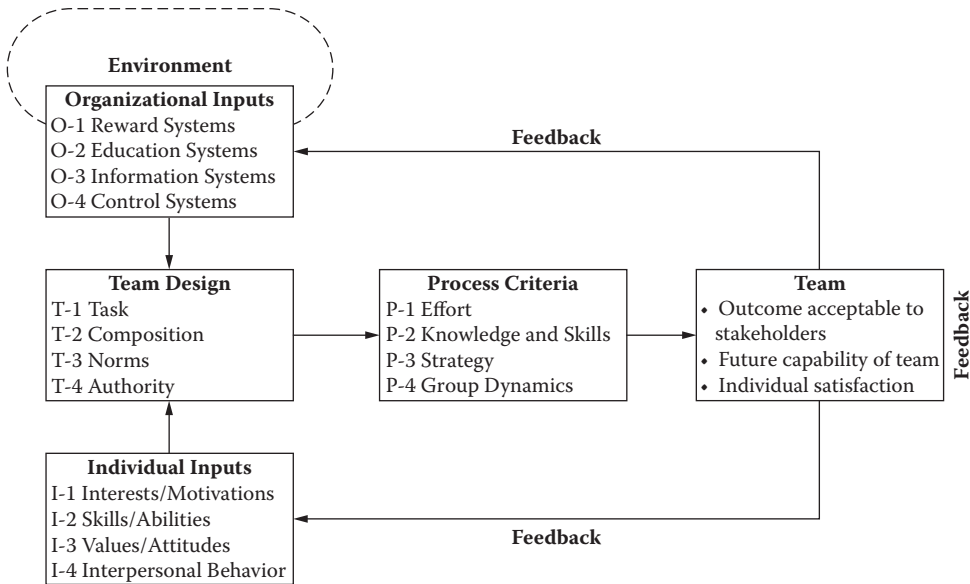 Environment
Organizational Inputs
O-1 Reward Systems
O-2 Education Systems
O-3 Information Systems
O-4 Control Systems
Feedback
Team Design
T-1 Task
T-2 Composition
T-3 Norms
T-4 Authority
Process Criteria
P-1 Effort
P-2 Knowledge and Skills
P-3 Strategy
P-4 Group Dynamics
Team
• Outcome acceptable to
stakeholders
• Future capability of team
• Individual satisfaction
Feedback
Individual Inputs
I-1 Interests/Motivations
I-2 Skills/Abilities
I-3 Values/Attitudes
I-4 Interpersonal Behavior
Feedback